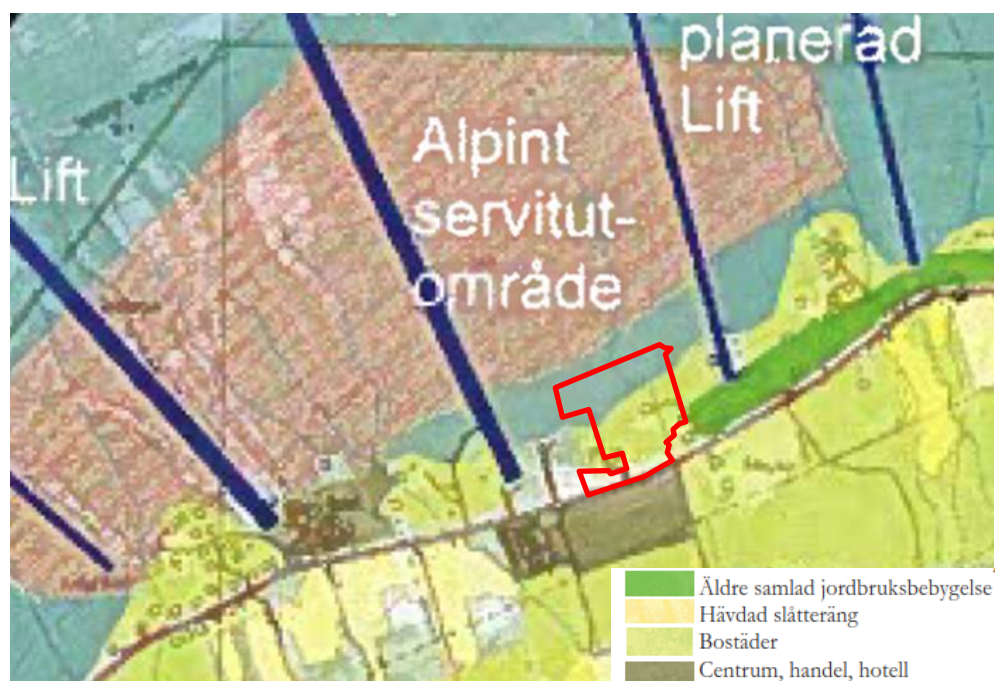 planerad
Lift
Alpint
servitut-
område
Lift
Äldre samlad jordbruksbebygelse
Hävdad slåtteräng
Bostäder
Centrum, handel, hotell